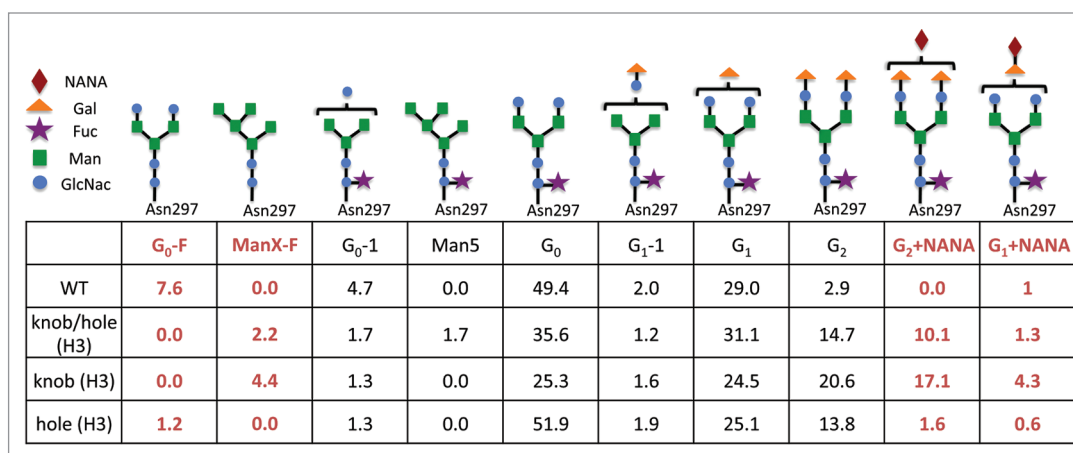 NANA
Gal
Fuc
Man
GlcNac
Asn297 Asn297 Asn297 Asn297 Asn297 Asn297 Asn297 Asn297 Asn297 Asn297
G0-F ManX-F G0-1 Man5 G0 G1-1 G1 G2 G2+NANA G1+NANA
WT 7.6 0.0 4.7 0.0 49.4 2.0 29.0 2.9 0.0 1
knob/hole (H3) 0.0 2.2 1.7 1.7 35.6 1.2 31.1 14.7 10.1 1.3
knob (H3) 0.0 4.4 1.3 0.0 25.3 1.6 24.5 20.6 17.1 4.3
hole (H3) 1.2 0.0 1.3 0.0 51.9 1.9 25.1 13.8 1.6 0.6